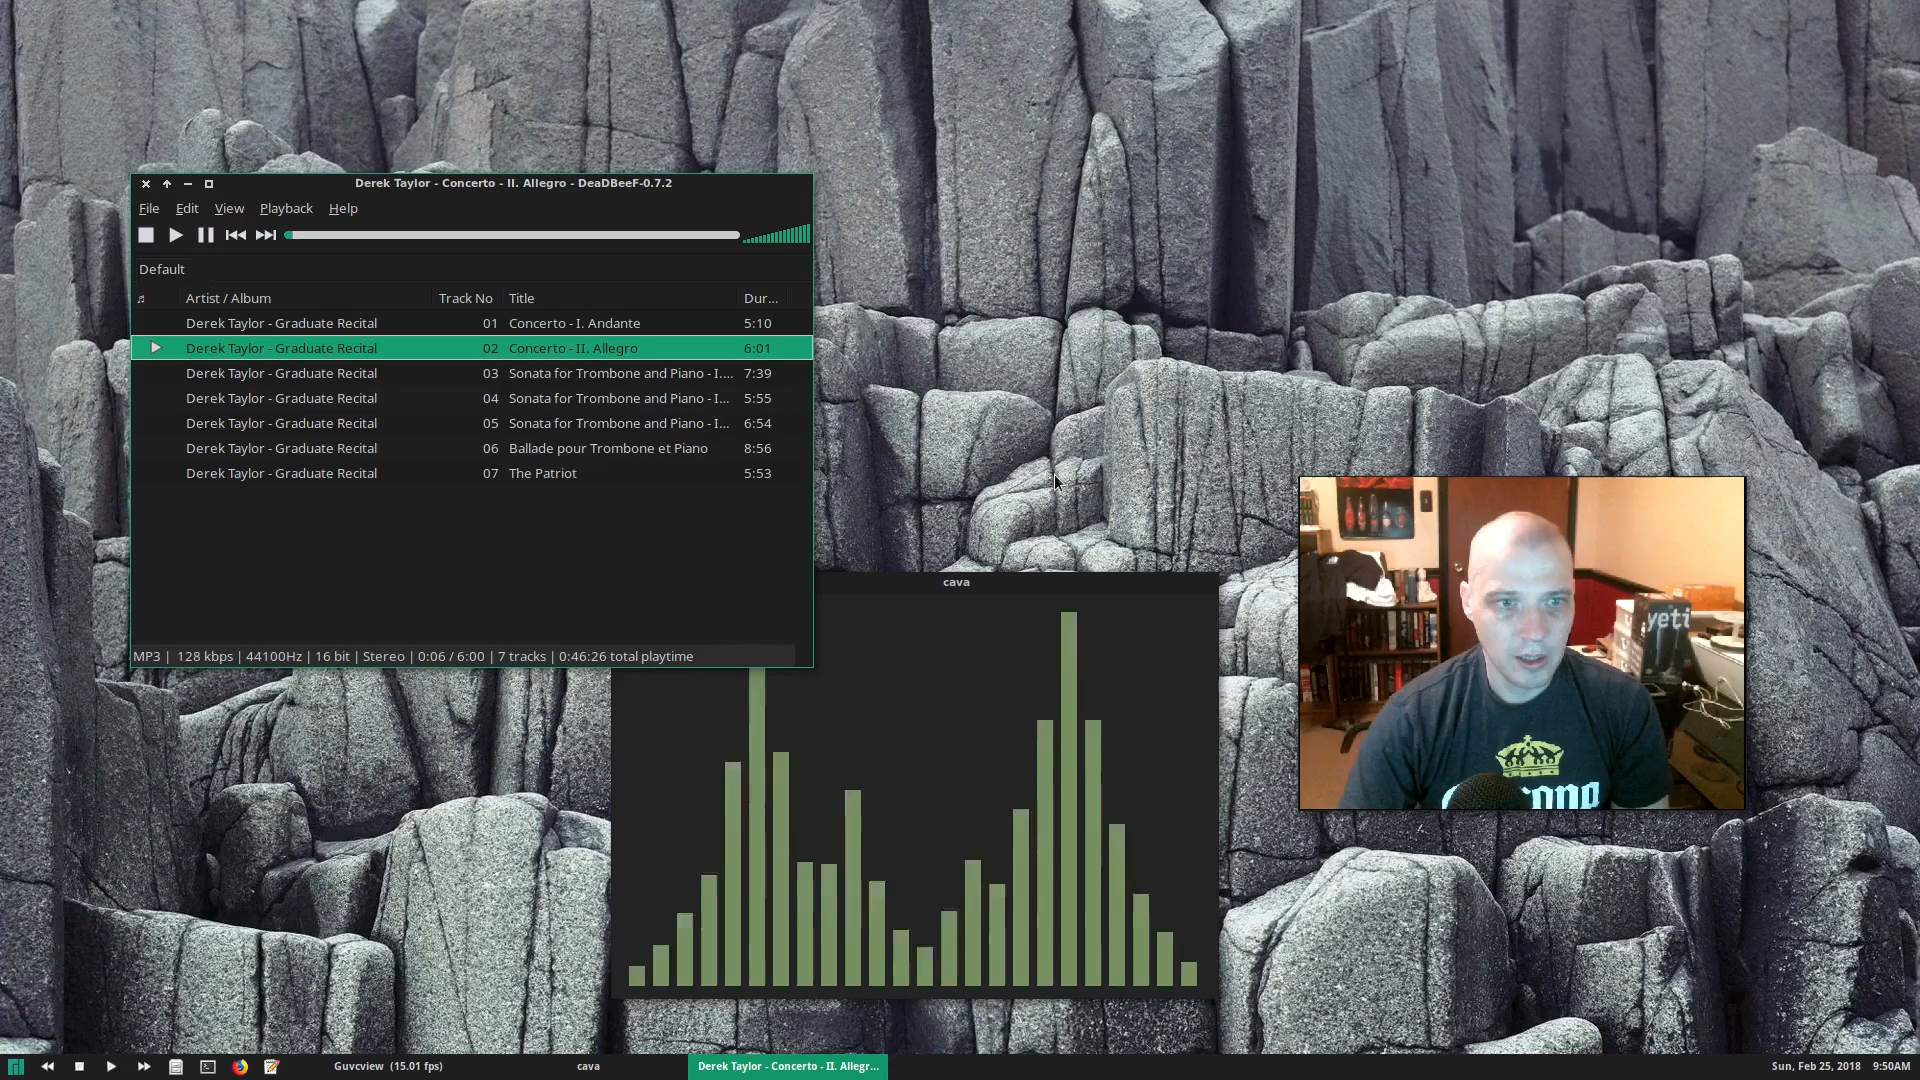 Derek Taylor - Concerto - II. Allegro - DeaDBeeF-0.7.2
File Edit View Playback Help
Default
♬ Artist / Album Track No Title Dur...
Derek Taylor - Graduate Recital 01 Concerto - I. Andante 5:10
Derek Taylor - Graduate Recital 02 Concerto - II. Allegro 6:01
Derek Taylor - Graduate Recital 03 Sonata for Trombone and Piano - I.... 7:39
Derek Taylor - Graduate Recital 04 Sonata for Trombone and Piano - I... 5:55
Derek Taylor - Graduate Recital 05 Sonata for Trombone and Piano - I... 6:54
Derek Taylor - Graduate Recital 06 Ballade pour Trombone et Piano 8:56
Derek Taylor - Graduate Recital 07 The Patriot 5:53
MP3 | 128 kbps | 44100Hz | 16 bit | Stereo | 0:06 / 6:00 | 7 tracks | 0:46:26 total playtime
cava
yeti
Guvcview (15.01 fps) cava Derek Taylor - Concerto - II. Allegr... Sun, Feb 25, 2018 9:50AM